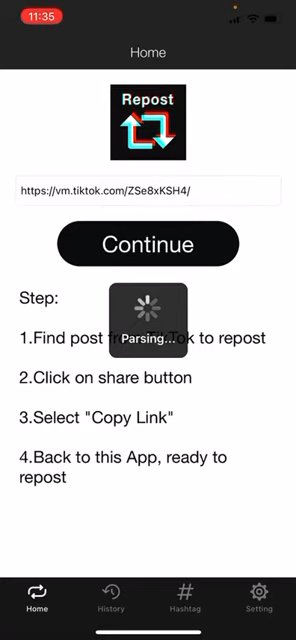 11:35
Home
Repost
https://vm.tiktok.com/ZSe8xKSH4/
Continue
Step:
Parsing...
1.Find post from TikTok to repost
2.Click on share button
3.Select "Copy Link"
4.Back to this App, ready to
repost
Home
History
Hashtag
Setting